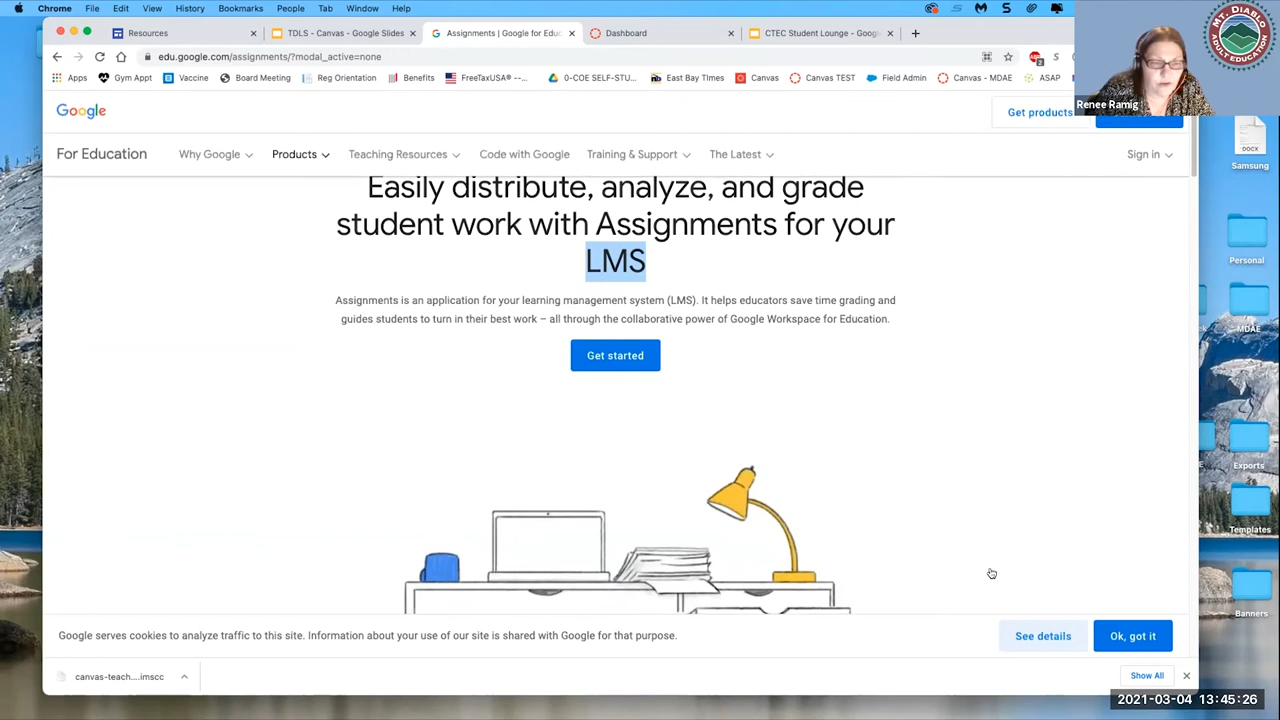 Chrome File Edit View History Bookmarks People Tab Window Help
Resources
TDLS - Canvas - Google Slides
Assignments | Google for Educ
Dashboard
CTEC Student Lounge - Googl
edu.google.com/assignments/?modal_active=none
Apps Gym Appt Vaccine Board Meeting Reg Orientation Benefits FreeTaxUSA® --... 0-COE SELF-STU... East Bay TImes Canvas Canvas TEST Field Admin Canvas - MDAE ASAP
MT. DIABLO
ADULT EDUCATION
Renee Ramig
Google
Get products
For Education Why Google Products Teaching Resources Code with Google Training & Support The Latest Sign in
Easily distribute, analyze, and grade
student work with Assignments for your
LMS
Assignments is an application for your learning management system (LMS). It helps educators save time grading and
guides students to turn in their best work – all through the collaborative power of Google Workspace for Education.
Get started
DOCX
Samsung
Personal
MDAE
Exports
Templates
Banners
Google serves cookies to analyze traffic to this site. Information about your use of our site is shared with Google for that purpose.
See details
Ok, got it
canvas-teach....imscc
Show All
2021-03-04 13:45:26